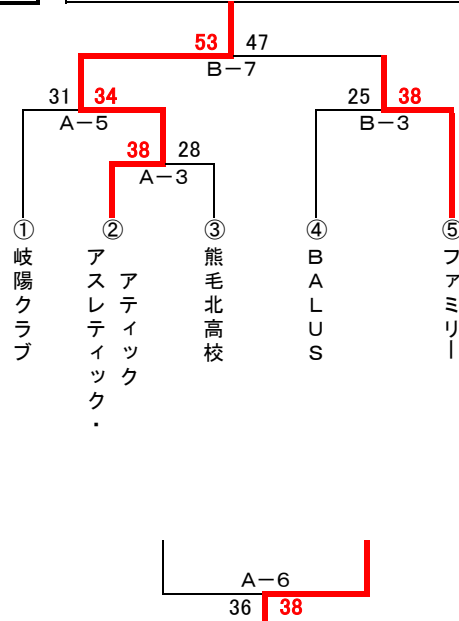 53 47
B－7
31 34
25 38
A－5
B－3
38 28
A－3
① ② ③ ④ ⑤
岐陽クラブ
アスレティック・
アティック
熊毛北高校
BALUS
ファミリー
A－6
36 38